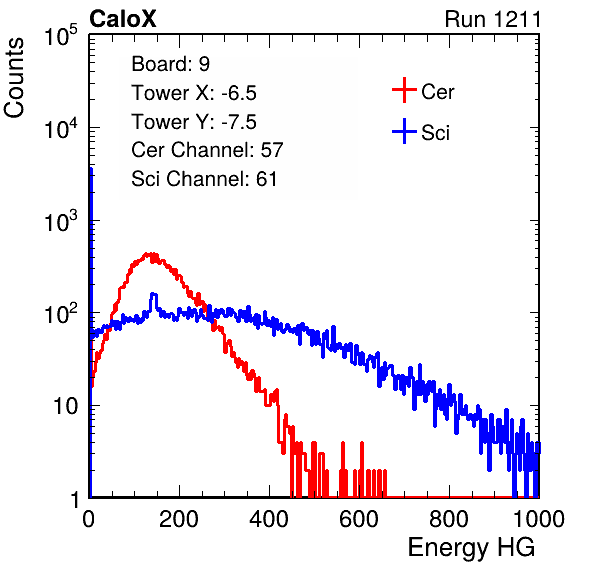 CaloX Run 1211
Counts
10^5
10^4
10^3
10^2
10
1
Board: 9
Tower X: -6.5
Tower Y: -7.5
Cer Channel: 57
Sci Channel: 61
Cer
Sci
0 200 400 600 800 1000
Energy HG